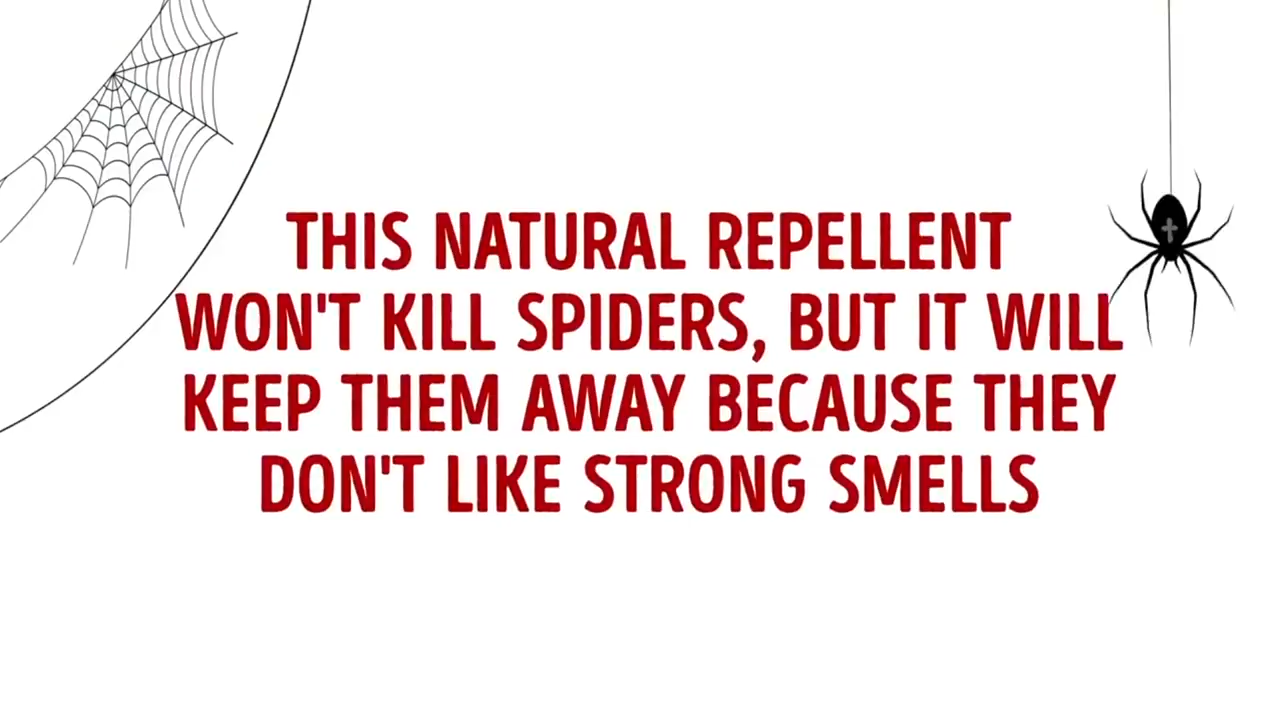 THIS NATURAL REPELLENT
WON'T KILL SPIDERS, BUT IT WILL
KEEP THEM AWAY BECAUSE THEY
DON'T LIKE STRONG SMELLS